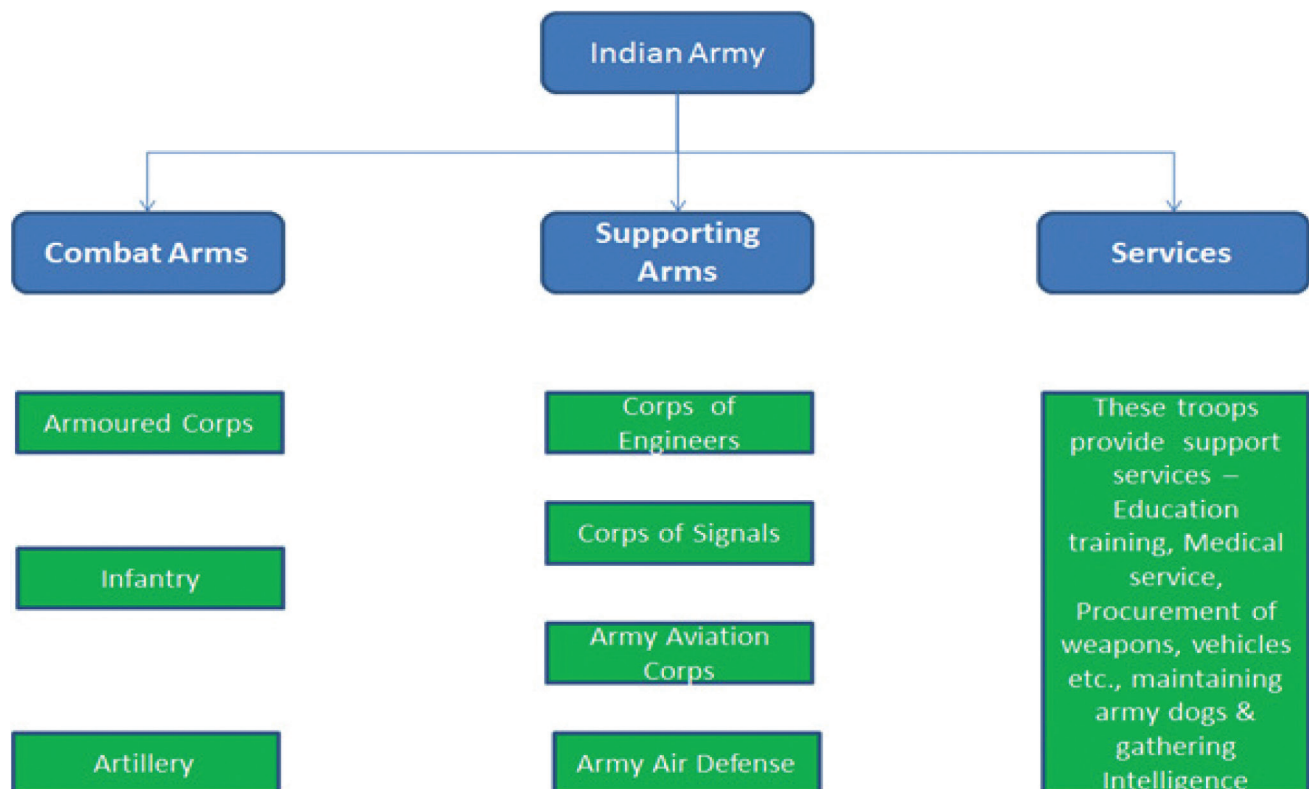 Indian Army
Combat Arms
Supporting
Arms
Services
Armoured Corps
Infantry
Artillery
Corps of
Engineers
Corps of Signals
Army Aviation
Corps
Army Air Defense
These troops
provide support
services –
Education
training, Medical
service,
Procurement of
weapons, vehicles
etc., maintaining
army dogs &
gathering
Intelligence